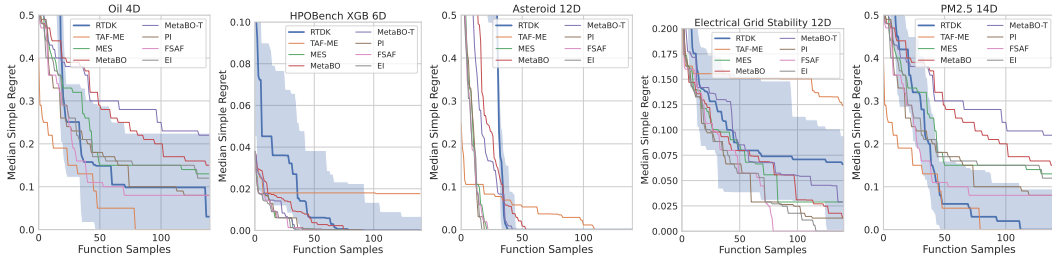 Oil 4D
Median Simple Regret
0.5
0.4
0.3
0.2
0.1
0.0
RTDK
TAF-ME
MES
MetaBO
MetaBO-T
PI
FSAF
EI
0 50 100
Function Samples
HPOBench XGB 6D
Median Simple Regret
0.10
0.08
0.06
0.04
0.02
0.00
RTDK
TAF-ME
MES
MetaBO
MetaBO-T
PI
FSAF
EI
0 50 100
Function Samples
Asteroid 12D
Median Simple Regret
0.5
0.4
0.3
0.2
0.1
0.0
RTDK
TAF-ME
MES
MetaBO
MetaBO-T
PI
FSAF
EI
0 50 100
Function Samples
Electrical Grid Stability 12D
Median Simple Regret
0.200
0.175
0.150
0.125
0.100
0.075
0.050
0.025
0.000
RTDK
TAF-ME
MES
MetaBO
MetaBO-T
PI
FSAF
EI
0 50 100
Function Samples
PM2.5 14D
Median Simple Regret
0.5
0.4
0.3
0.2
0.1
0.0
RTDK
TAF-ME
MES
MetaBO
MetaBO-T
PI
FSAF
EI
0 50 100
Function Samples